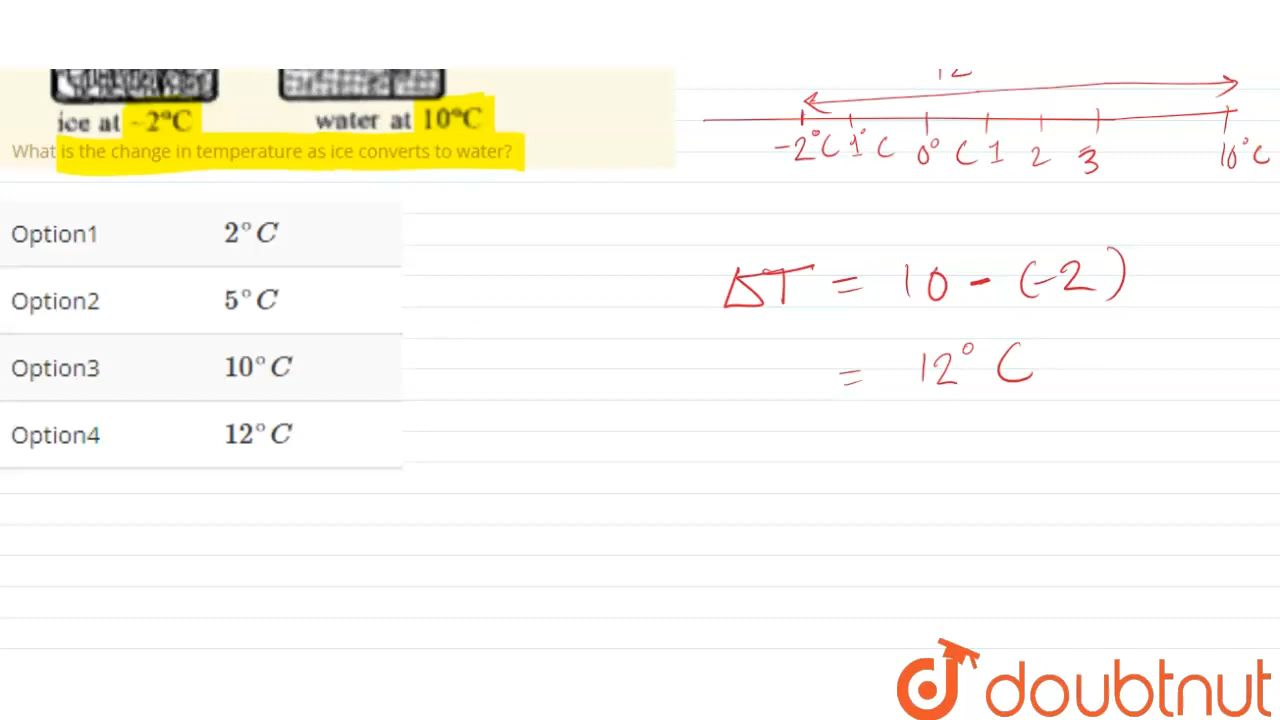 ice at -2°C water at 10°C
What is the change in temperature as ice converts to water?
Option1 2° C
Option2 5° C
Option3 10° C
Option4 12° C
12
-2°C 1°C 0°C 1 2 3 10°C
ΔT = 10 - (-2)
= 12° C
doubtnut